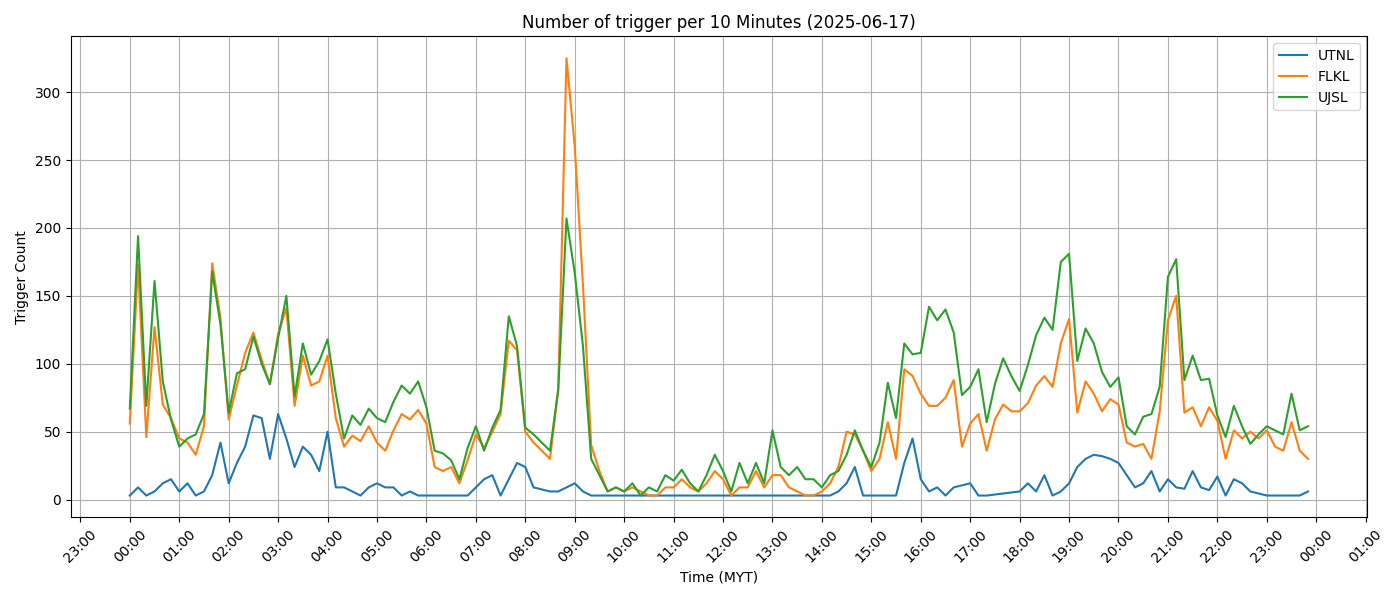 Number of trigger per 10 Minutes (2025-06-17)
UTNL
FLKL
UJSL
Trigger Count
300
250
200
150
100
50
0
23:00 00:00 01:00 02:00 03:00 04:00 05:00 06:00 07:00 08:00 09:00 10:00 11:00 12:00 13:00 14:00 15:00 16:00 17:00 18:00 19:00 20:00 21:00 22:00 23:00 00:00 01:00
Time (MYT)